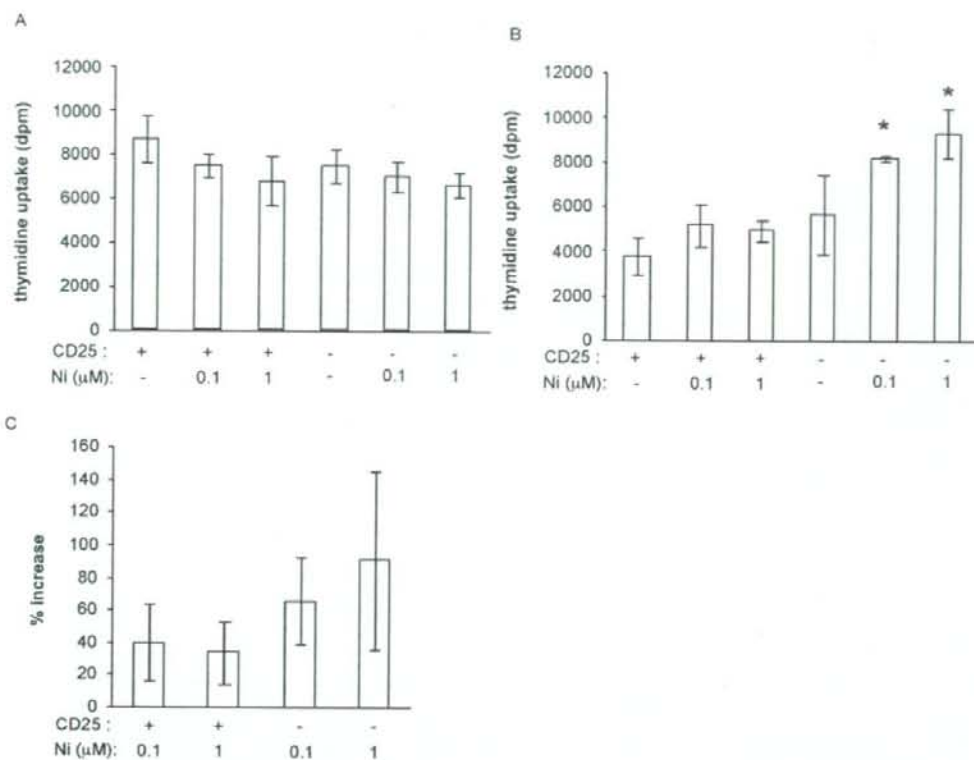 A
12000
10000
8000
6000
4000
2000
0
thymidine uptake (dpm)
CD25 : + + + - - -
Ni (µM): - 0.1 1 - 0.1 1
B
12000
10000
8000
6000
4000
2000
0
thymidine uptake (dpm)
* *
CD25 : + + + - - -
Ni (µM): - 0.1 1 - 0.1 1
C
160
140
120
100
80
60
40
20
0
% increase
CD25 : + + - -
Ni (µM): 0.1 1 0.1 1